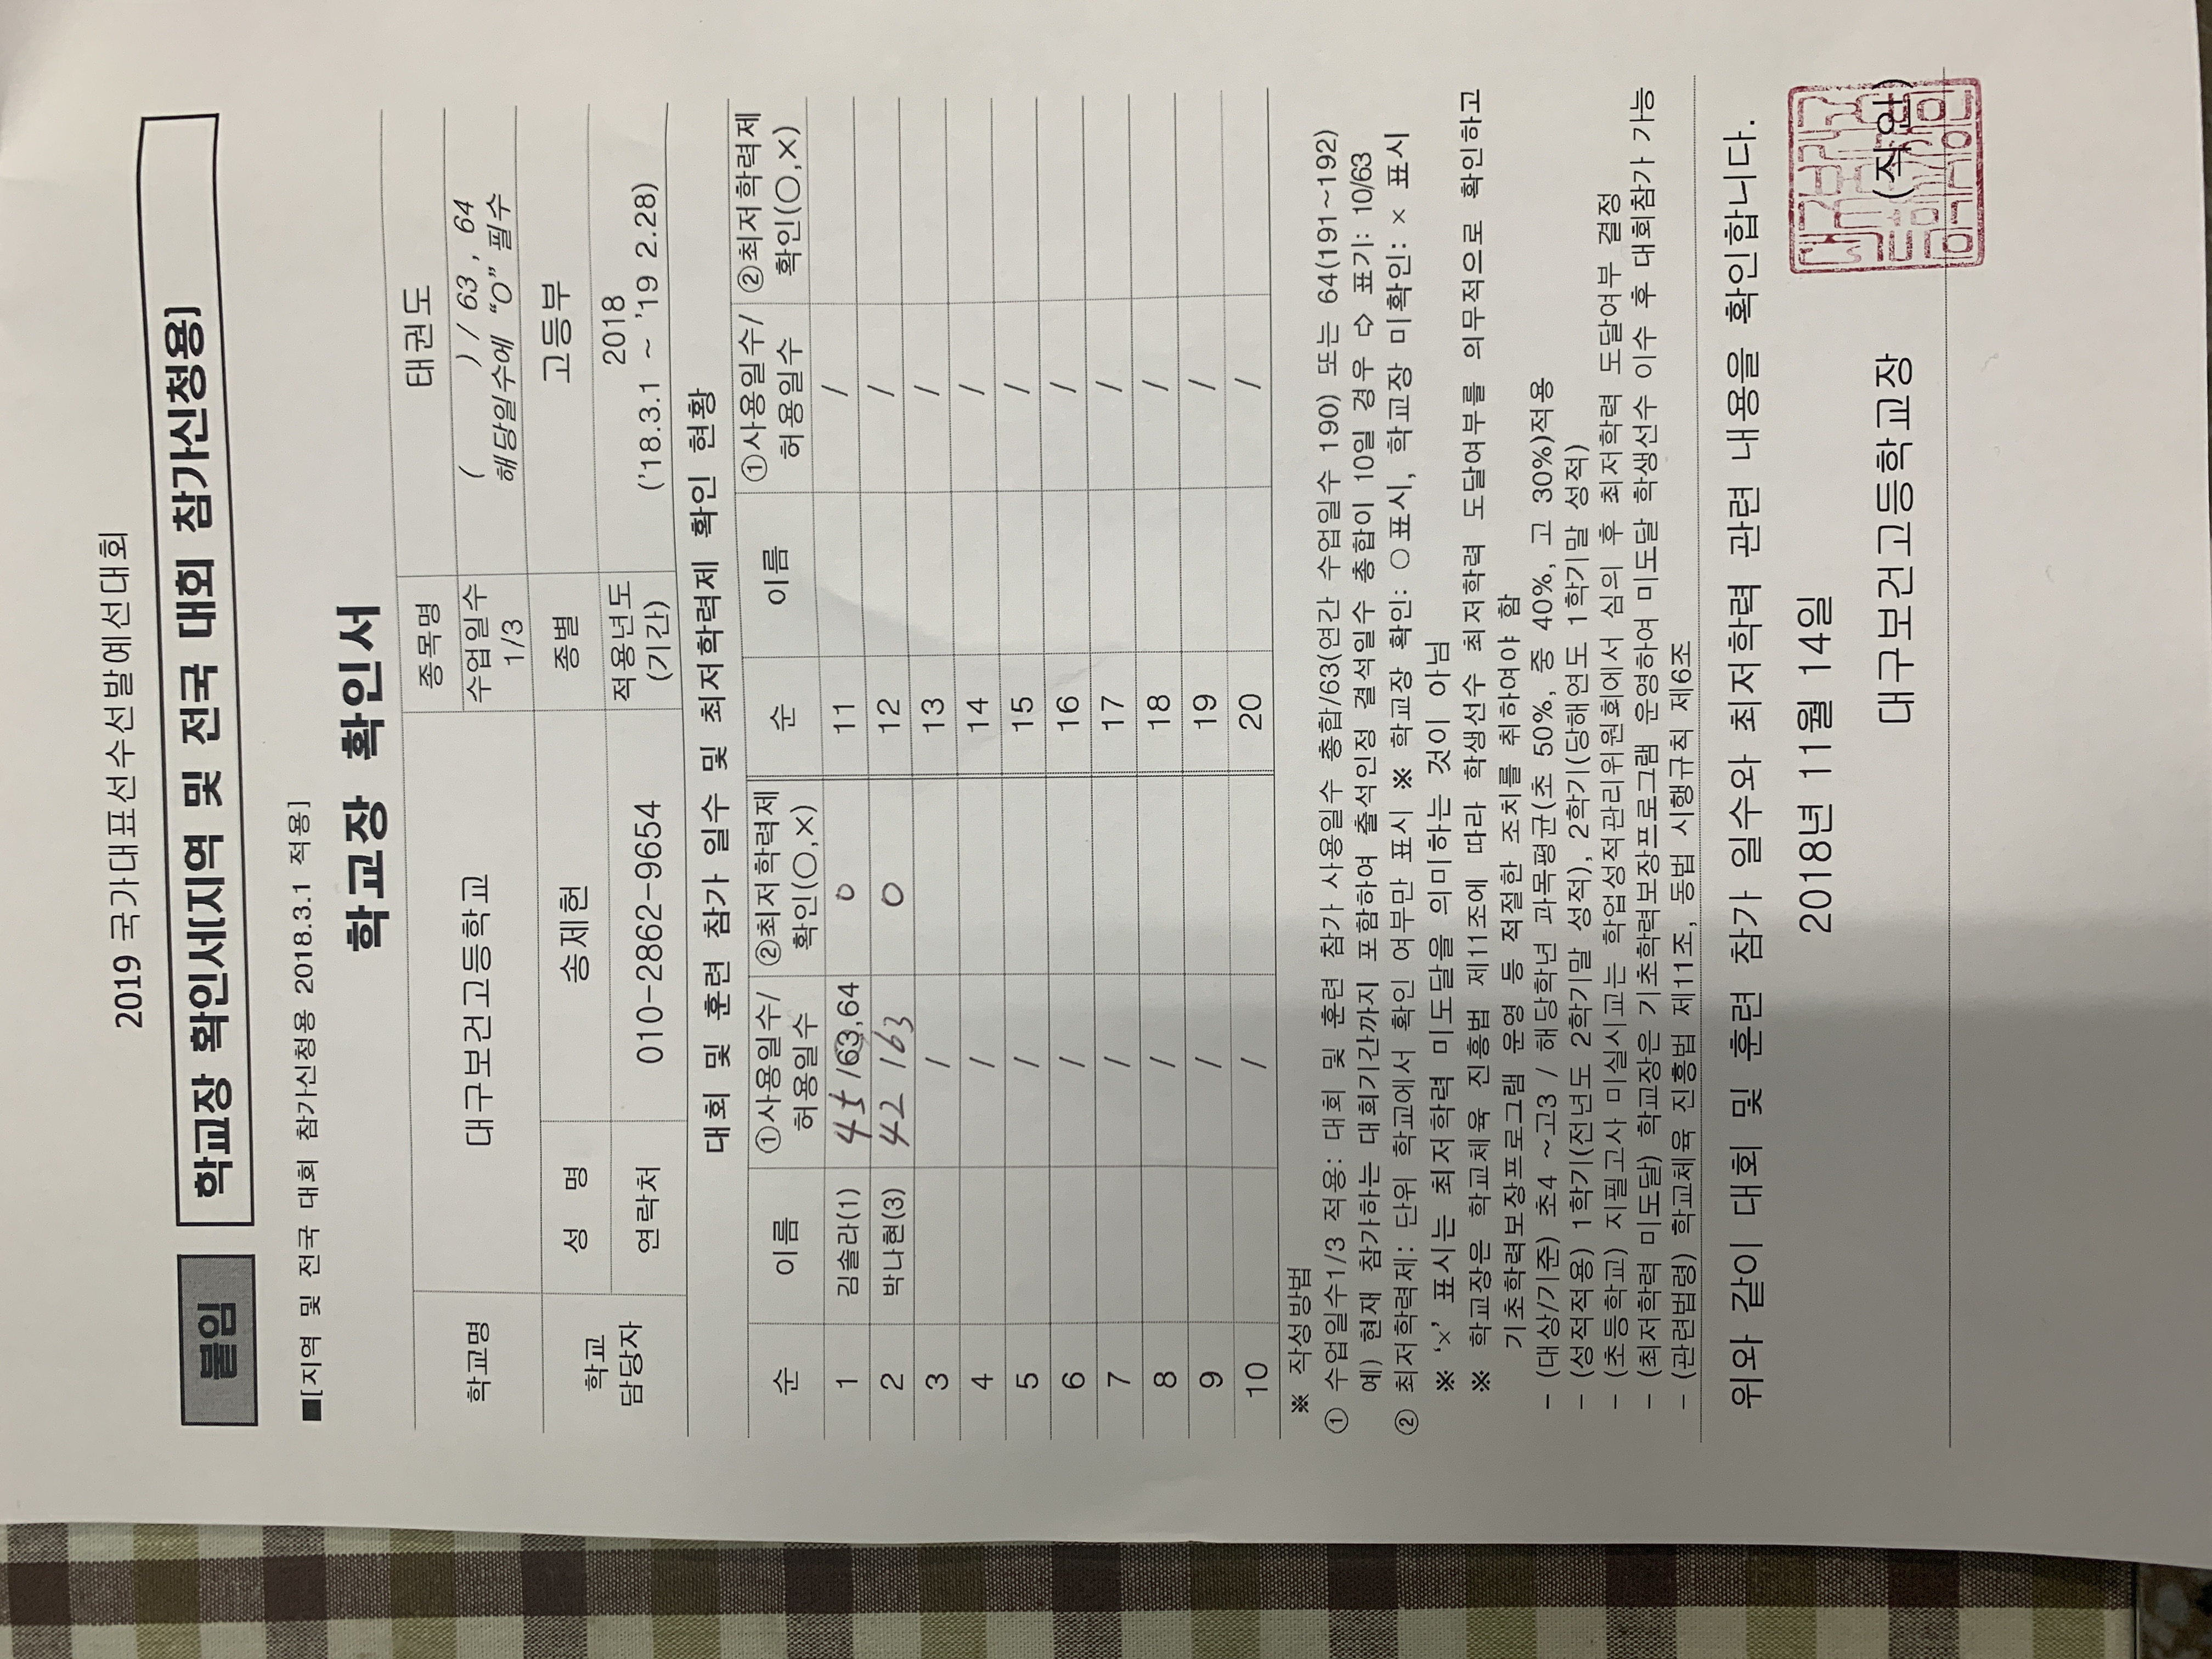 2019 국가대표선수선발예선대회
붙임 학교장 확인서[지역 및 전국 대회 참가신청용]
■[지역 및 전국 대회 참가신청용 2018.3.1 적용]
학교장 확인서
학교명 대구보건고등학교 종목명 태권도
수업일수 1/3 ( ) / 63 , 64
해당일수에 “O” 필수
학교 담당자 성 명 송제헌 종별 고등부
연락처 010-2862-9654 적용년도 (기간) 2018
('18.3.1 ~ '19 2.28)
대회 및 훈련 참가 일수 및 최저학력제 확인 현황
순 이름 ①사용일수/허용일수 ②최저학력제 확인(○,×) 순 이름 ①사용일수/허용일수 ②최저학력제 확인(○,×)
1 김솔라(1) 45 /63,64 0 11 /
2 박나현(3) 42 /63 0 12 /
3 / 13 /
4 / 14 /
5 / 15 /
6 / 16 /
7 / 17 /
8 / 18 /
9 / 19 /
10 / 20 /
※ 작성방법
① 수업일수1/3 적용: 대회 및 훈련 참가 사용일수 총합/63(연간 수업일수 190) 또는 64(191~192)
예) 현재 참가하는 대회기간까지 포함하여 출석인정 결석일수 총합이 10일 경우 ➪ 표기: 10/63
② 최저학력제: 단위 학교에서 확인 여부만 표시 ※ 학교장 확인: ○ 표시, 학교장 미확인: × 표시
※ ‘×’ 표시는 최저학력 미도달을 의미하는 것이 아님
※ 학교장은 학교체육 진흥법 제11조에 따라 학생선수 최저학력 도달여부를 의무적으로 확인하고
기초학력보장프로그램 운영 등 적절한 조치를 취하여야 함
- (대상/기준) 초4 ~고3 / 해당학년 과목평균(초 50%, 중 40%, 고 30%)적용
- (성적적용) 1학기(전년도 2학기말 성적), 2학기(당해연도 1학기말 성적)
- (초등학교) 지필고사 미실시교는 학업성적관리위원회에서 심의 후 최저학력 도달여부 결정
- (최저학력 미도달) 학교장은 기초학력보장프로그램 운영하여 미도달 학생선수 이수 후 대회참가 가능
- (관련법령) 학교체육 진흥법 제11조, 동법 시행규칙 제6조
위와 같이 대회 및 훈련 참가 일수와 최저학력 관련 내용을 확인합니다.
2018년 11월 14일
대구보건고등학교장 (직인)